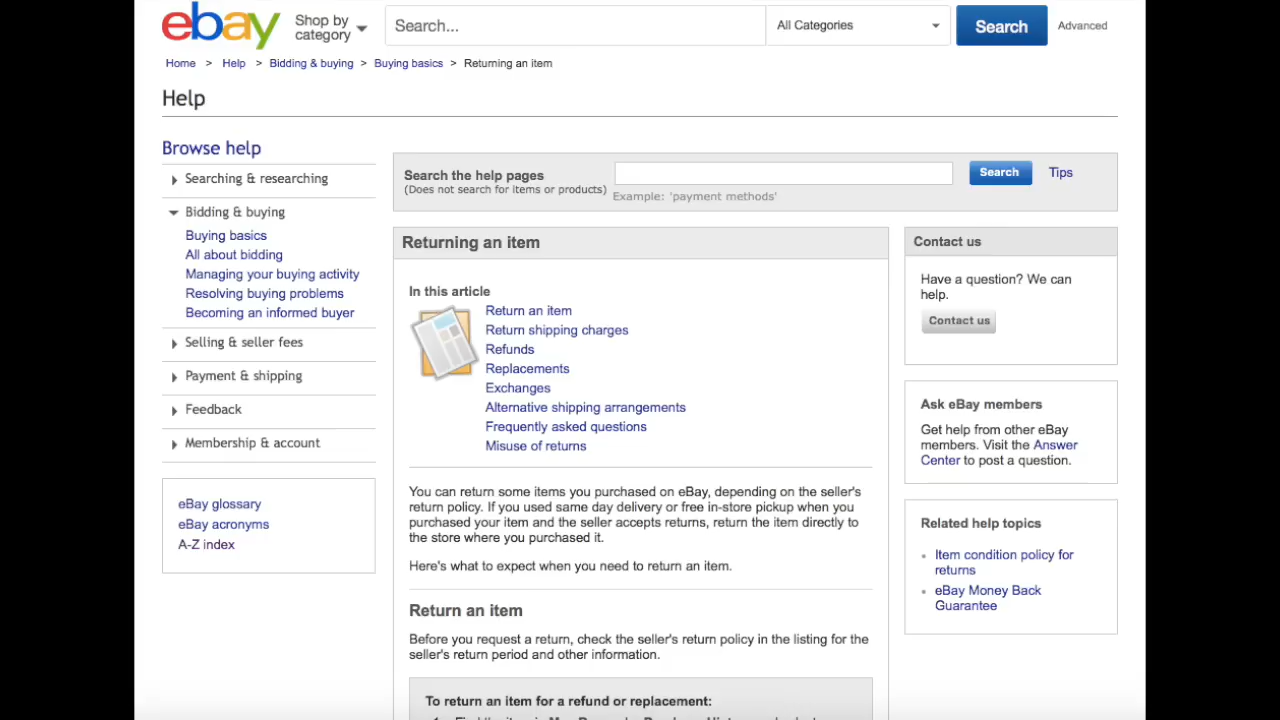 ebay
Shop by
category
Search...
All Categories
Search
Advanced
Home > Help > Bidding & buying > Buying basics > Returning an item
Help
Browse help
Searching & researching
Bidding & buying
Buying basics
All about bidding
Managing your buying activity
Resolving buying problems
Becoming an informed buyer
Selling & seller fees
Payment & shipping
Feedback
Membership & account
eBay glossary
eBay acronyms
A-Z index
Search the help pages
(Does not search for items or products)
Example: 'payment methods'
Search
Tips
Returning an item
In this article
Return an item
Return shipping charges
Refunds
Replacements
Exchanges
Alternative shipping arrangements
Frequently asked questions
Misuse of returns
You can return some items you purchased on eBay, depending on the seller's
return policy. If you used same day delivery or free in-store pickup when you
purchased your item and the seller accepts returns, return the item directly to
the store where you purchased it.
Here's what to expect when you need to return an item.
Return an item
Before you request a return, check the seller's return policy in the listing for the
seller's return period and other information.
To return an item for a refund or replacement:
Contact us
Have a question? We can
help.
Contact us
Ask eBay members
Get help from other eBay
members. Visit the Answer
Center to post a question.
Related help topics
Item condition policy for
returns
eBay Money Back
Guarantee